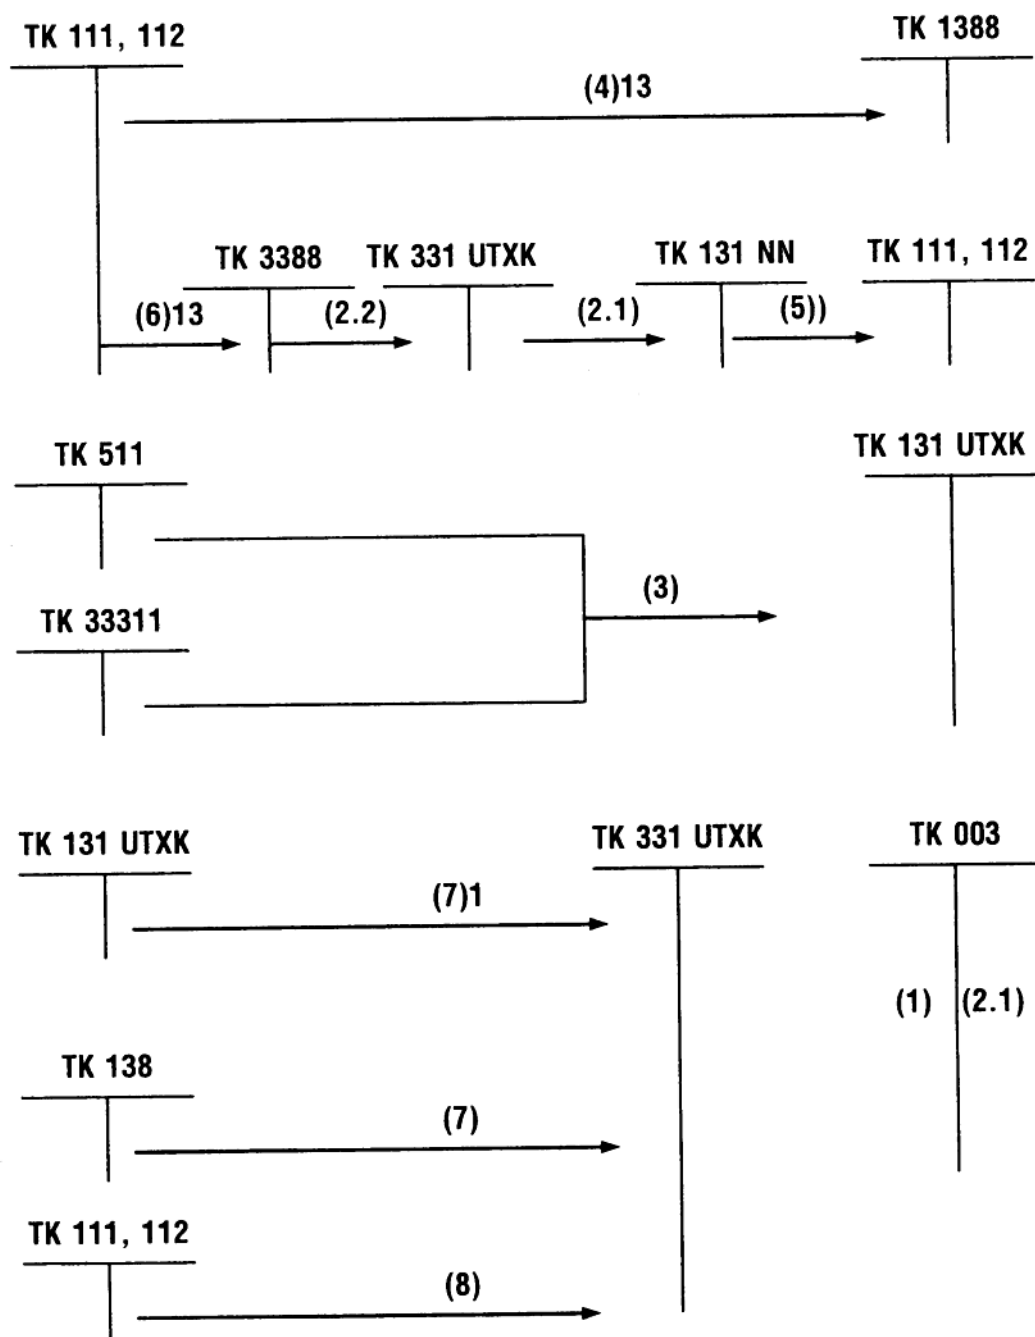 TK 111, 112
TK 1388
(4)13
TK 3388
TK 331 UTXK
TK 131 NN
TK 111, 112
(6)13
(2.2)
(2.1)
(5))
TK 511
TK 131 UTXK
(3)
TK 33311
TK 131 UTXK
TK 331 UTXK
TK 003
(7)1
(1)
(2.1)
TK 138
(7)
TK 111, 112
(8)